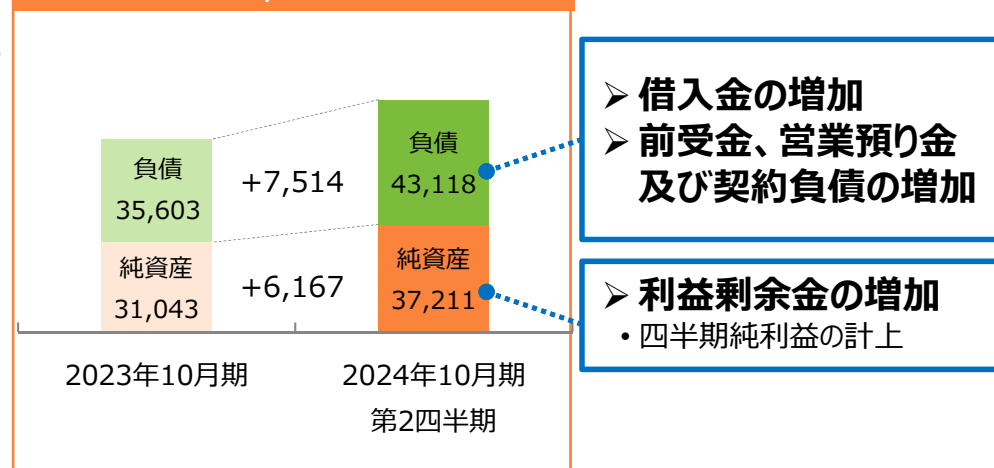 負債
35,603
+7,514
負債
43,118
純資産
31,043
+6,167
純資産
37,211
2023年10月期
2024年10月期
第2四半期
➢ 借入金の増加
➢ 前受金、営業預り金
及び契約負債の増加
➢ 利益剰余金の増加
• 四半期純利益の計上